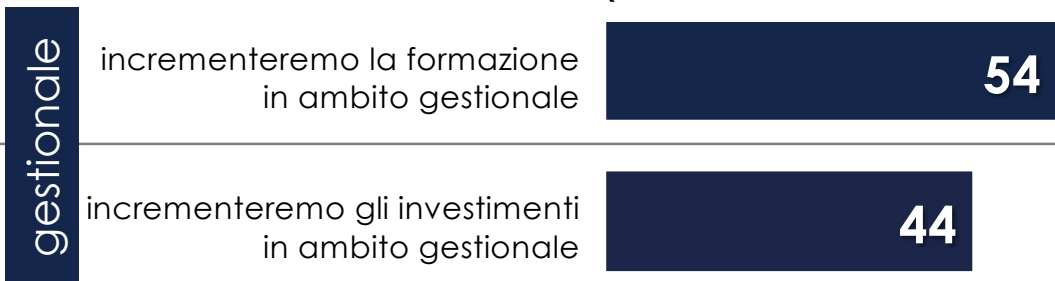 gestionale
incrementeremo la formazione
in ambito gestionale
54
incrementeremo gli investimenti
in ambito gestionale
44